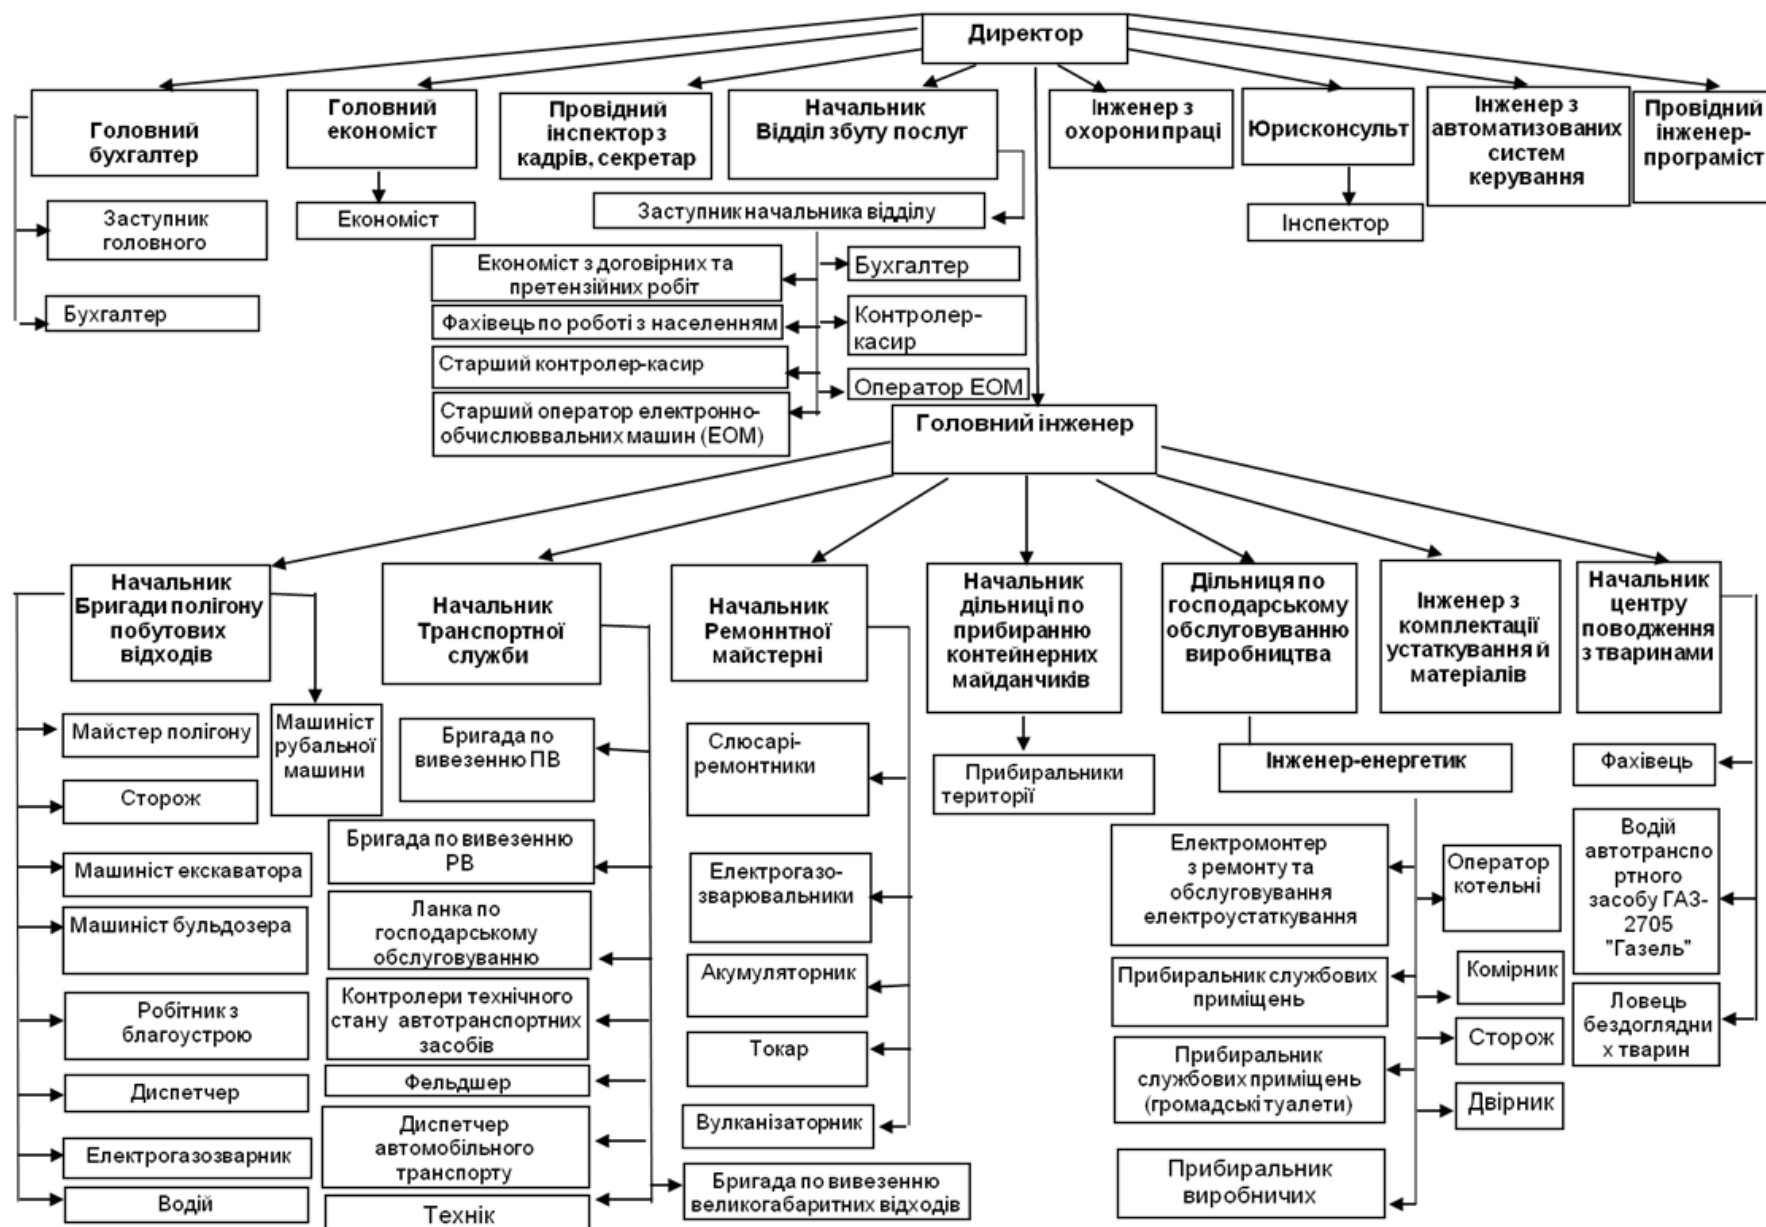 Директор
Головний
бухгалтер
Головний
економіст
Провідний
інспектор з
кадрів, секретар
Начальник
Відділ збуту послуг
Інженер з
охорони праці
Юрисконсульт
Інженер з
автоматизованих
систем
керування
Провідний
інженер-
програміст
Заступник
головного
Бухгалтер
Економіст
Заступник начальника відділу
Інспектор
Економіст з договірних та
претензійних робіт
Фахівець по роботі з населенням
Старший контролер-касир
Старший оператор електронно-
обчислюввальних машин (ЕОМ)
Бухгалтер
Контролер-
касир
Оператор ЕОМ
Головний інженер
Начальник
Бригади полігону
побутових
відходів
Начальник
Транспортної
служби
Начальник
Ремоннтної
майстерні
Начальник
дільниці по
прибиранню
контейнерних
майданчиків
Дільниця по
господарському
обслуговуванню
виробництва
Інженер з
комплектації
устаткування й
матеріалів
Начальник
центру
поводження
з тваринами
Майстер полігону
Сторож
Машиніст екскаватора
Машиніст бульдозера
Робітник з
благоустрою
Диспетчер
Електрогазозварник
Водій
Машиніст
рубальної
машини
Бригада по
вивезенню ПВ
Бригада по вивезенню
РВ
Ланка по
господарському
обслуговуванню
Контролери технічного
стану автотранспортних
засобів
Фельдшер
Диспетчер
автомобільного
транспорту
Технік
Слюсарі-
ремонтники
Електрогазо-
зварювальники
Акумуляторник
Токар
Вулканізаторник
Бригада по вивезенню
великогабаритних відходів
Прибиральники
території
Інженер-енергетик
Електромонтер
з ремонту та
обслуговування
електроустаткування
Прибиральник службових
приміщень
Прибиральник
службових приміщень
(громадські туалети)
Прибиральник
виробничих
Оператор
котельні
Комірник
Сторож
Двірник
Фахівець
Водій
автотранспо
ртного
засобу ГАЗ-
2705
"Газель"
Ловець
бездоглядни
х тварин